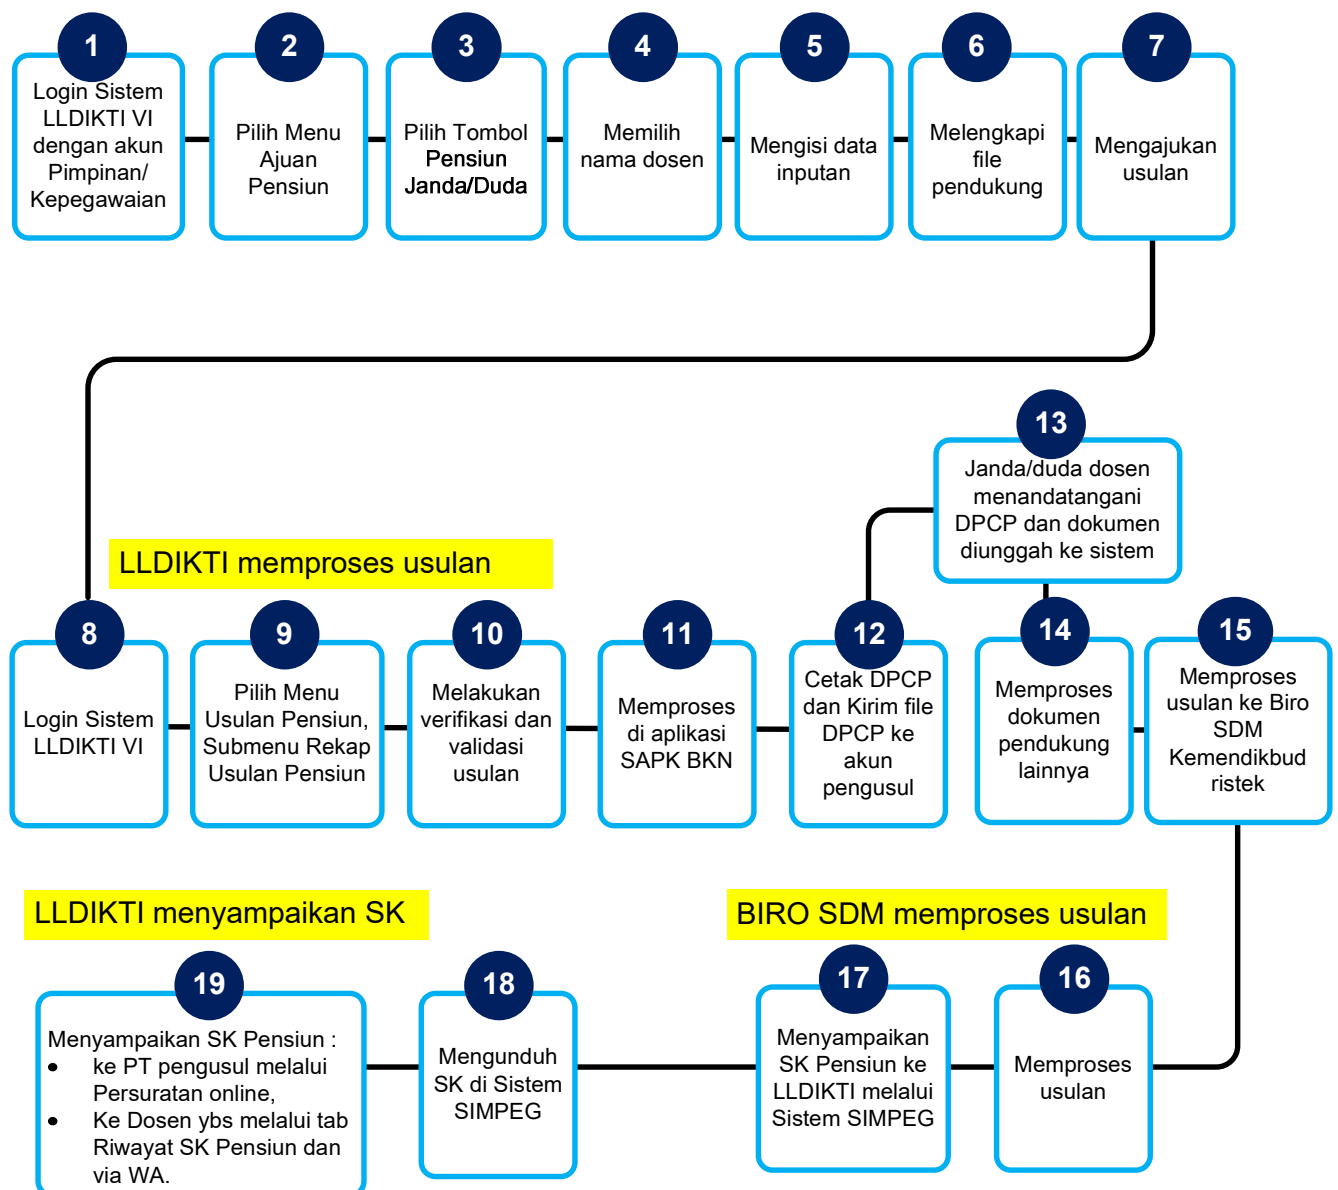 1
Login Sistem
LLDIKTI VI
dengan akun
Pimpinan/
Kepegawaian
2
Pilih Menu
Ajuan
Pensiun
3
Pilih Tombol
Pensiun
Janda/Duda
4
Memilih
nama dosen
5
Mengisi data
inputan
6
Melengkapi
file
pendukung
7
Mengajukan
usulan
13
Janda/duda dosen
menandatangani
DPCP dan dokumen
diunggah ke sistem
LLDIKTI memproses usulan
8
Login Sistem
LLDIKTI VI
9
Pilih Menu
Usulan Pensiun,
Submenu Rekap
Usulan Pensiun
10
Melakukan
verifikasi dan
validasi
usulan
11
Memproses
di aplikasi
SAPK BKN
12
Cetak DPCP
dan Kirim file
DPCP ke
akun
pengusul
14
Memproses
dokumen
pendukung
lainnya
15
Memproses
usulan ke Biro
SDM
Kemendikbud
ristek
LLDIKTI menyampaikan SK
BIRO SDM memproses usulan
19
Menyampaikan SK Pensiun :
• ke PT pengusul melalui
Persuratan online,
• Ke Dosen ybs melalui tab
Riwayat SK Pensiun dan
via WA.
18
Mengunduh
SK di Sistem
SIMPEG
17
Menyampaikan
SK Pensiun ke
LLDIKTI melalui
Sistem SIMPEG
16
Memproses
usulan